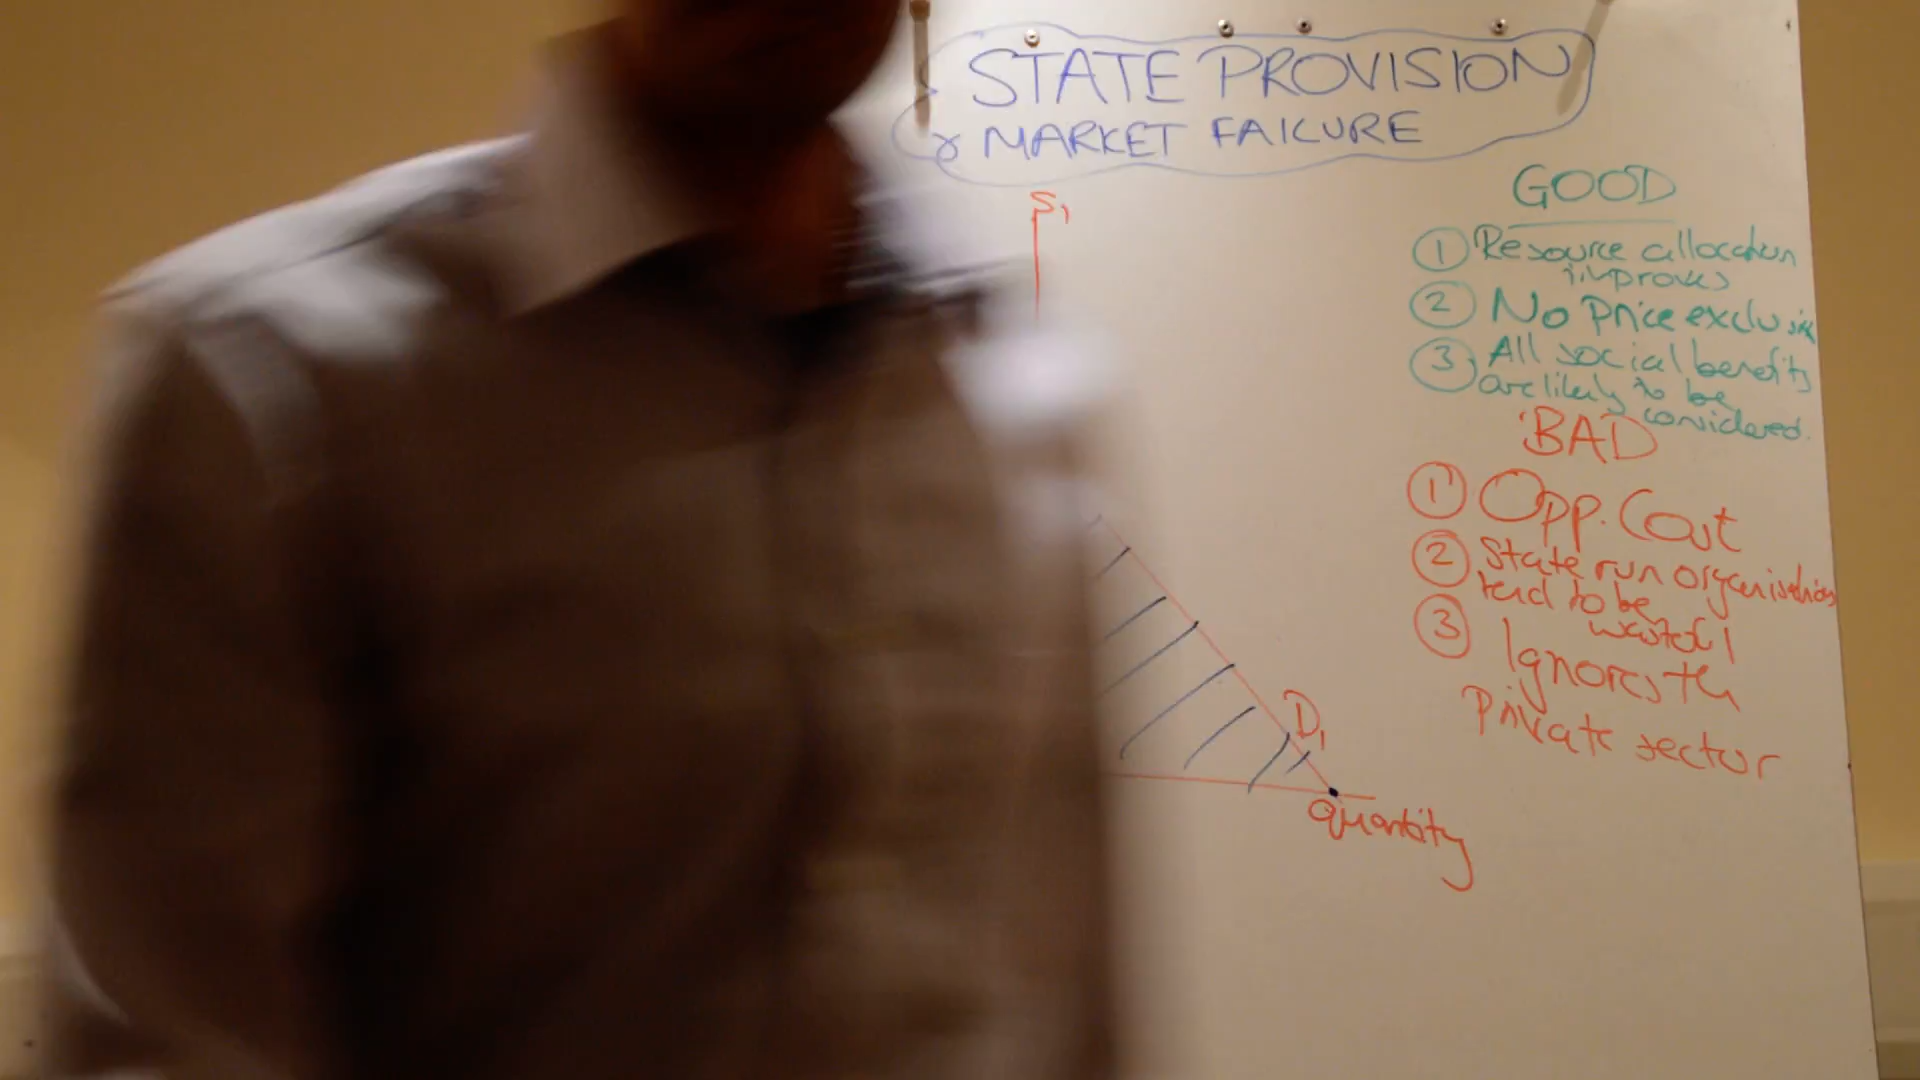 STATE PROVISION
& MARKET FAILURE
S1
GOOD
① Resource allocation
improves
② No Price exclusion
③ All social benefits
are likely to be
considered.
BAD
① Opp. Cost
② State run organisations
tend to be
wasteful
③ Ignores the
Private sector
D1
Quantity